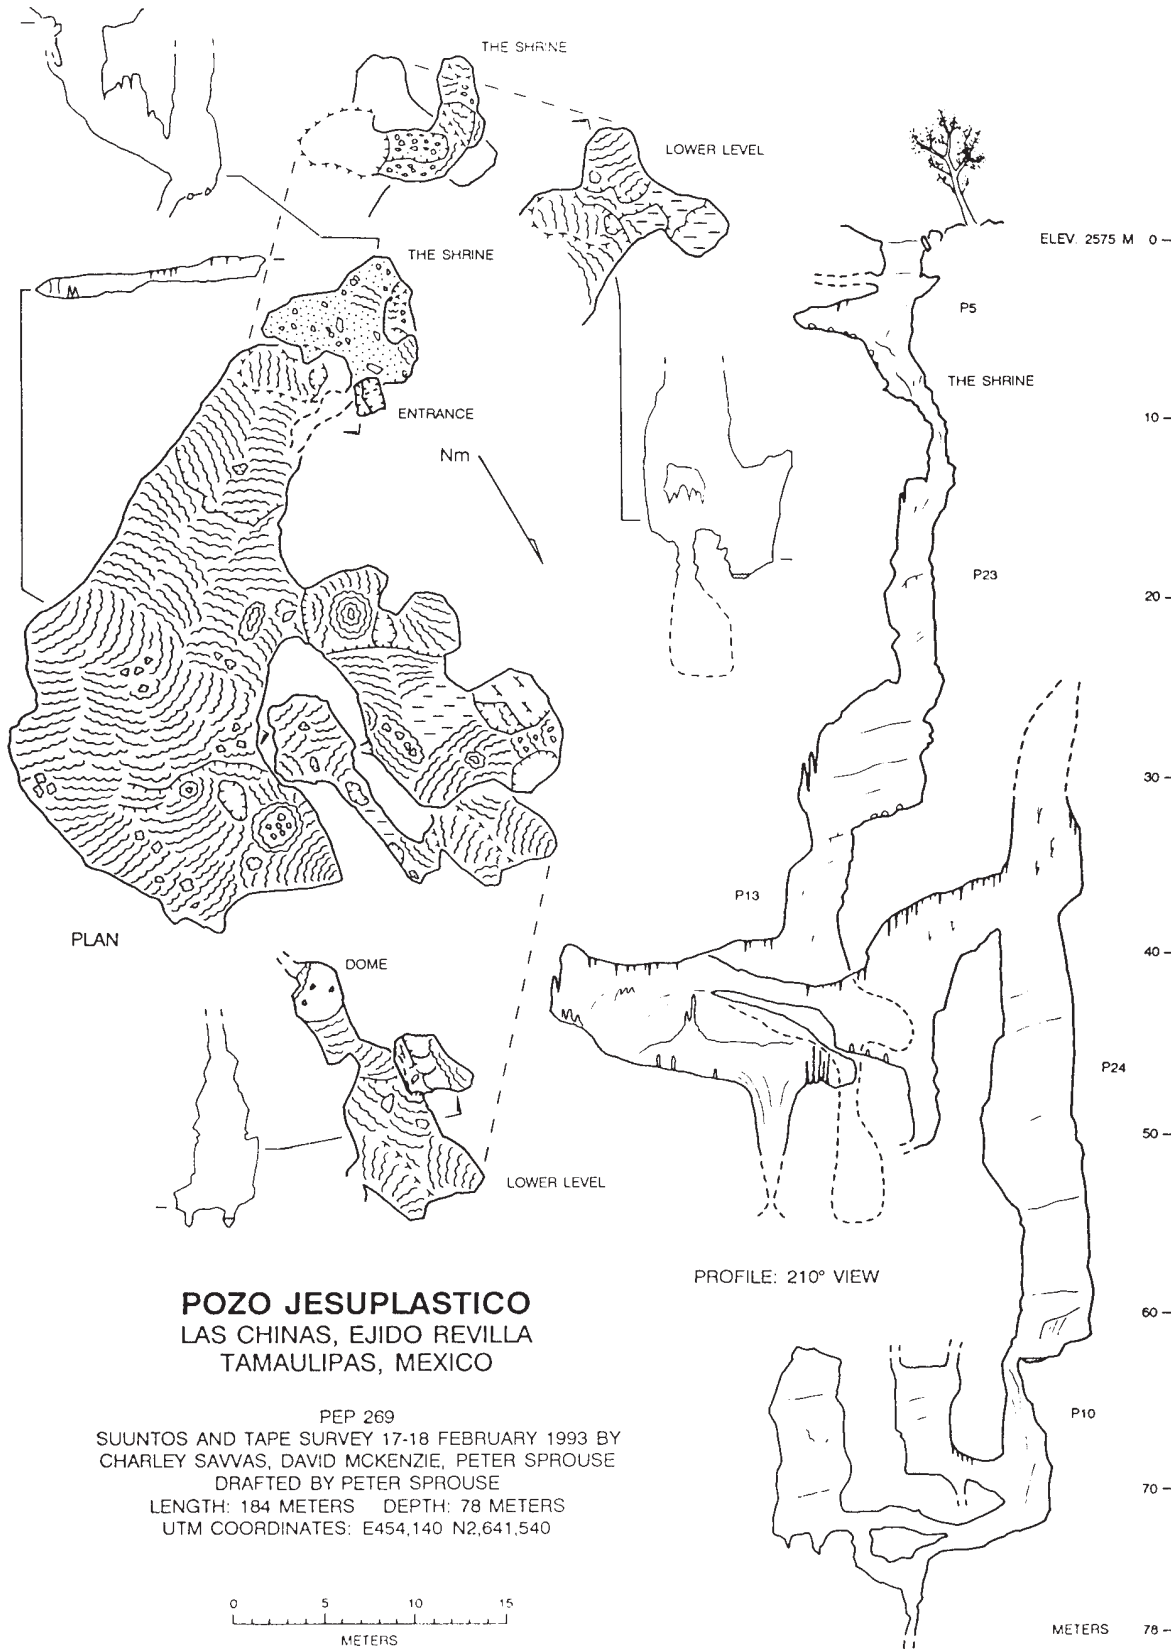 THE SHRINE
LOWER LEVEL
ELEV. 2575 M 0
THE SHRINE
P5
THE SHRINE
ENTRANCE
10
Nm
P23
20
30
P13
PLAN
40
DOME
P24
50
LOWER LEVEL
PROFILE: 210° VIEW
POZO JESUPLASTICO
LAS CHINAS, EJIDO REVILLA
TAMAULIPAS, MEXICO
60
P10
PEP 269
SUUNTOS AND TAPE SURVEY 17-18 FEBRUARY 1993 BY
CHARLEY SAVVAS, DAVID MCKENZIE, PETER SPROUSE
DRAFTED BY PETER SPROUSE
LENGTH: 184 METERS DEPTH: 78 METERS
UTM COORDINATES: E454,140 N2,641,540
70
0 5 10 15
METERS
METERS 78